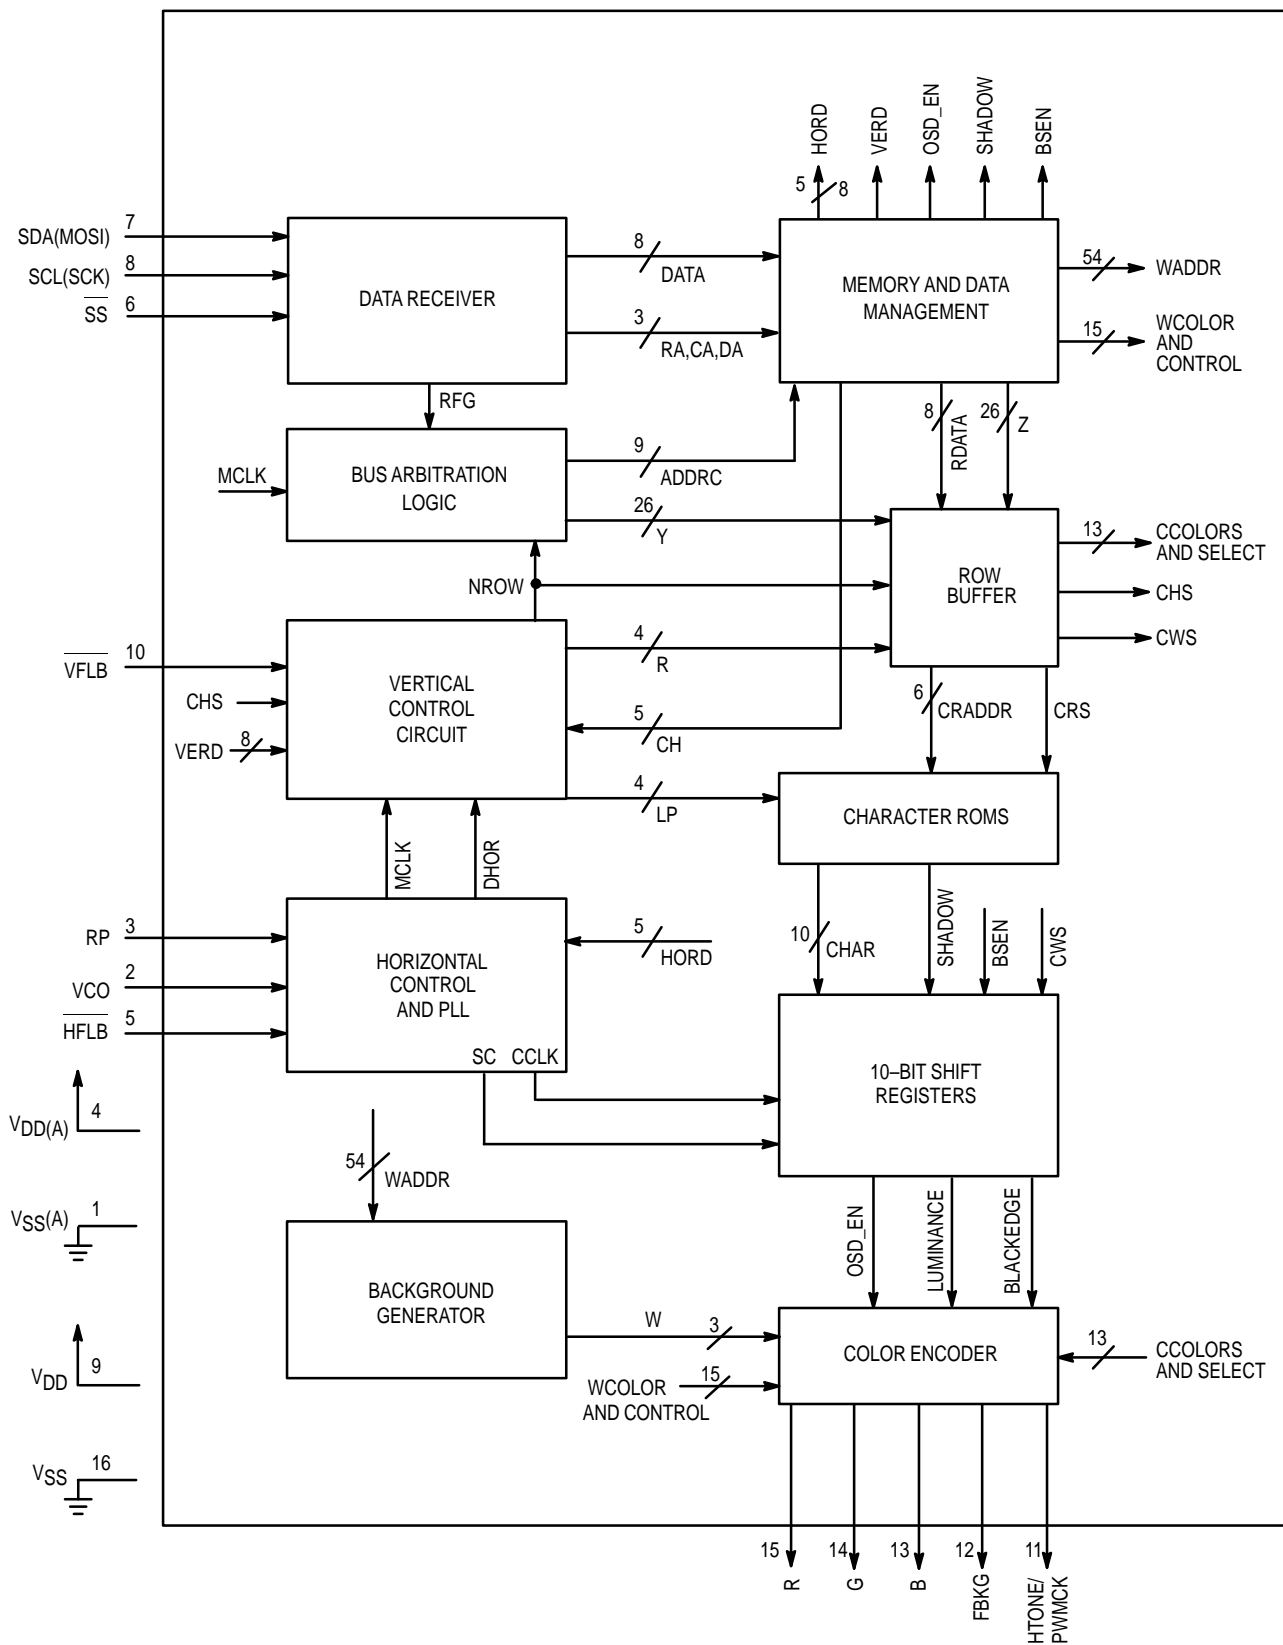 HORD
VERD
OSD_EN
SHADOW
BSEN
5
8
SDA(MOSI)
7
SCL(SCK)
8
SS
6
DATA RECEIVER
8
DATA
3
RA,CA,DA
MEMORY AND DATA
MANAGEMENT
54
WADDR
15
WCOLOR
AND
CONTROL
RFG
8
RDATA
26
Z
MCLK
BUS ARBITRATION
LOGIC
9
ADDRC
26
Y
NROW
ROW
BUFFER
13
CCOLORS
AND SELECT
CHS
CWS
VFLB
10
CHS
VERD
8
VERTICAL
CONTROL
CIRCUIT
4
R
5
CH
4
LP
6
CRADDR
CRS
CHARACTER ROMS
MCLK
DHOR
10
CHAR
SHADOW
BSEN
CWS
RP
3
VCO
2
HFLB
5
HORIZONTAL
CONTROL
AND PLL
SC
CCLK
5
HORD
10–BIT SHIFT
REGISTERS
VDD(A)
4
54
WADDR
VSS(A)
1
OSD_EN
LUMINANCE
BLACKEDGE
BACKGROUND
GENERATOR
W
3
COLOR ENCODER
13
CCOLORS
AND SELECT
VDD
9
WCOLOR
AND CONTROL
15
VSS
16
15
R
14
G
13
B
12
FBKG
11
HTONE/
PWMCK